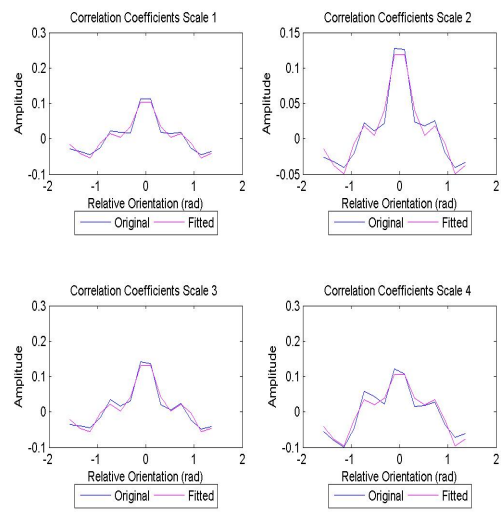 Correlation Coefficients Scale 1
0.3
0.2
0.1
0
-0.1
Amplitude
-2
-1
0
1
2
Relative Orientation (rad)
Original
Fitted
Correlation Coefficients Scale 2
0.15
0.1
0.05
0
-0.05
Amplitude
-2
-1
0
1
2
Relative Orientation (rad)
Original
Fitted
Correlation Coefficients Scale 3
0.3
0.2
0.1
0
-0.1
Amplitude
-2
-1
0
1
2
Relative Orientation (rad)
Original
Fitted
Correlation Coefficients Scale 4
0.3
0.2
0.1
0
-0.1
Amplitude
-2
-1
0
1
2
Relative Orientation (rad)
Original
Fitted